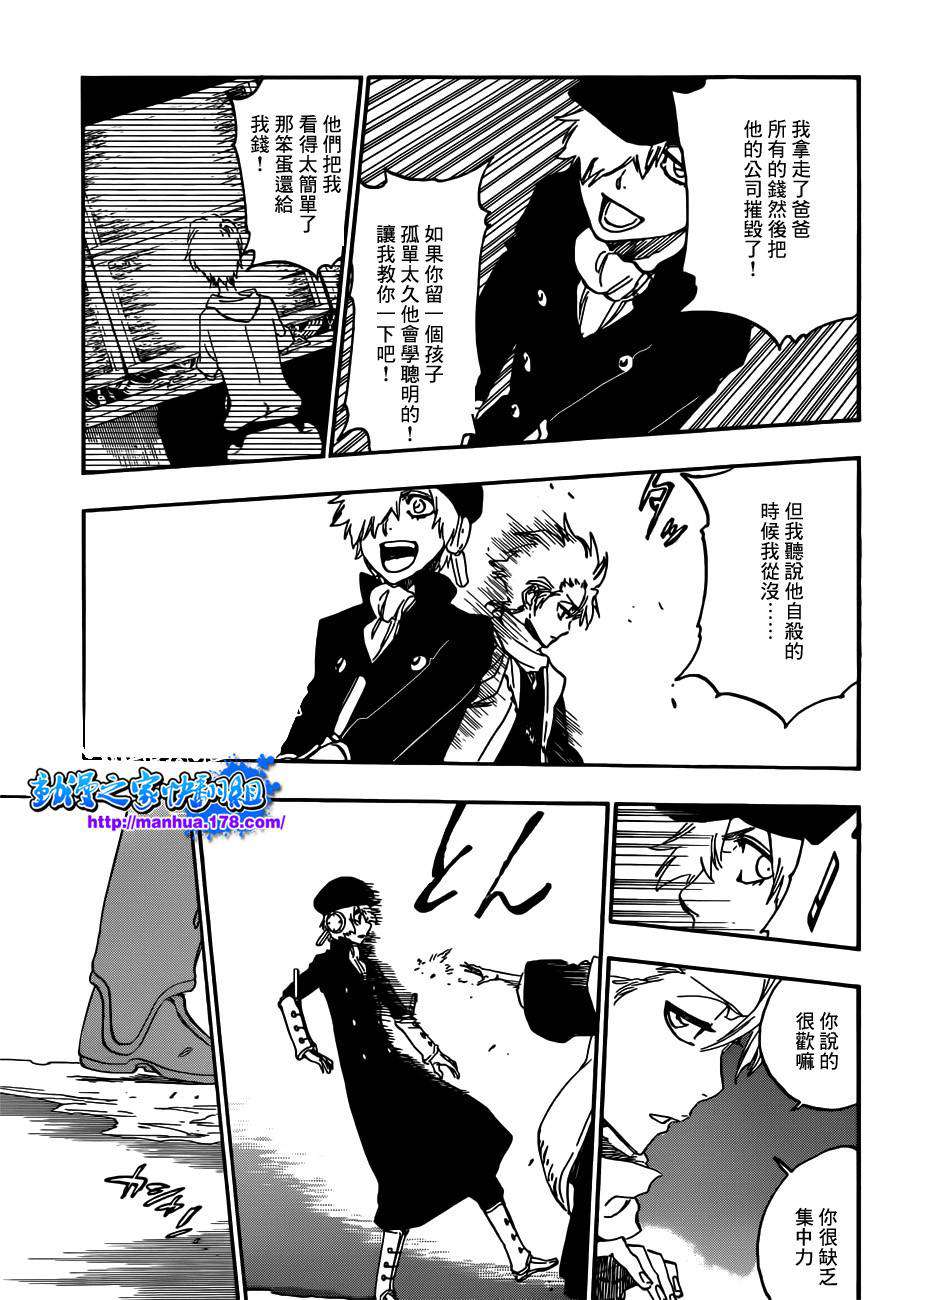 我拿走了爸爸
所有的錢然後把
他的公司摧毀了！
如果你留一個孩子
孤單太久他會學聰明的！
讓我教你一下吧！
他們把我
看得太簡單了
那笨蛋還給
我錢！
但我聽說他自殺的
時候我從沒……
タッ
動漫之家汉化组
http://manhua.178.com/
とん
你說的
很歡嘛
你很缺乏
集中力